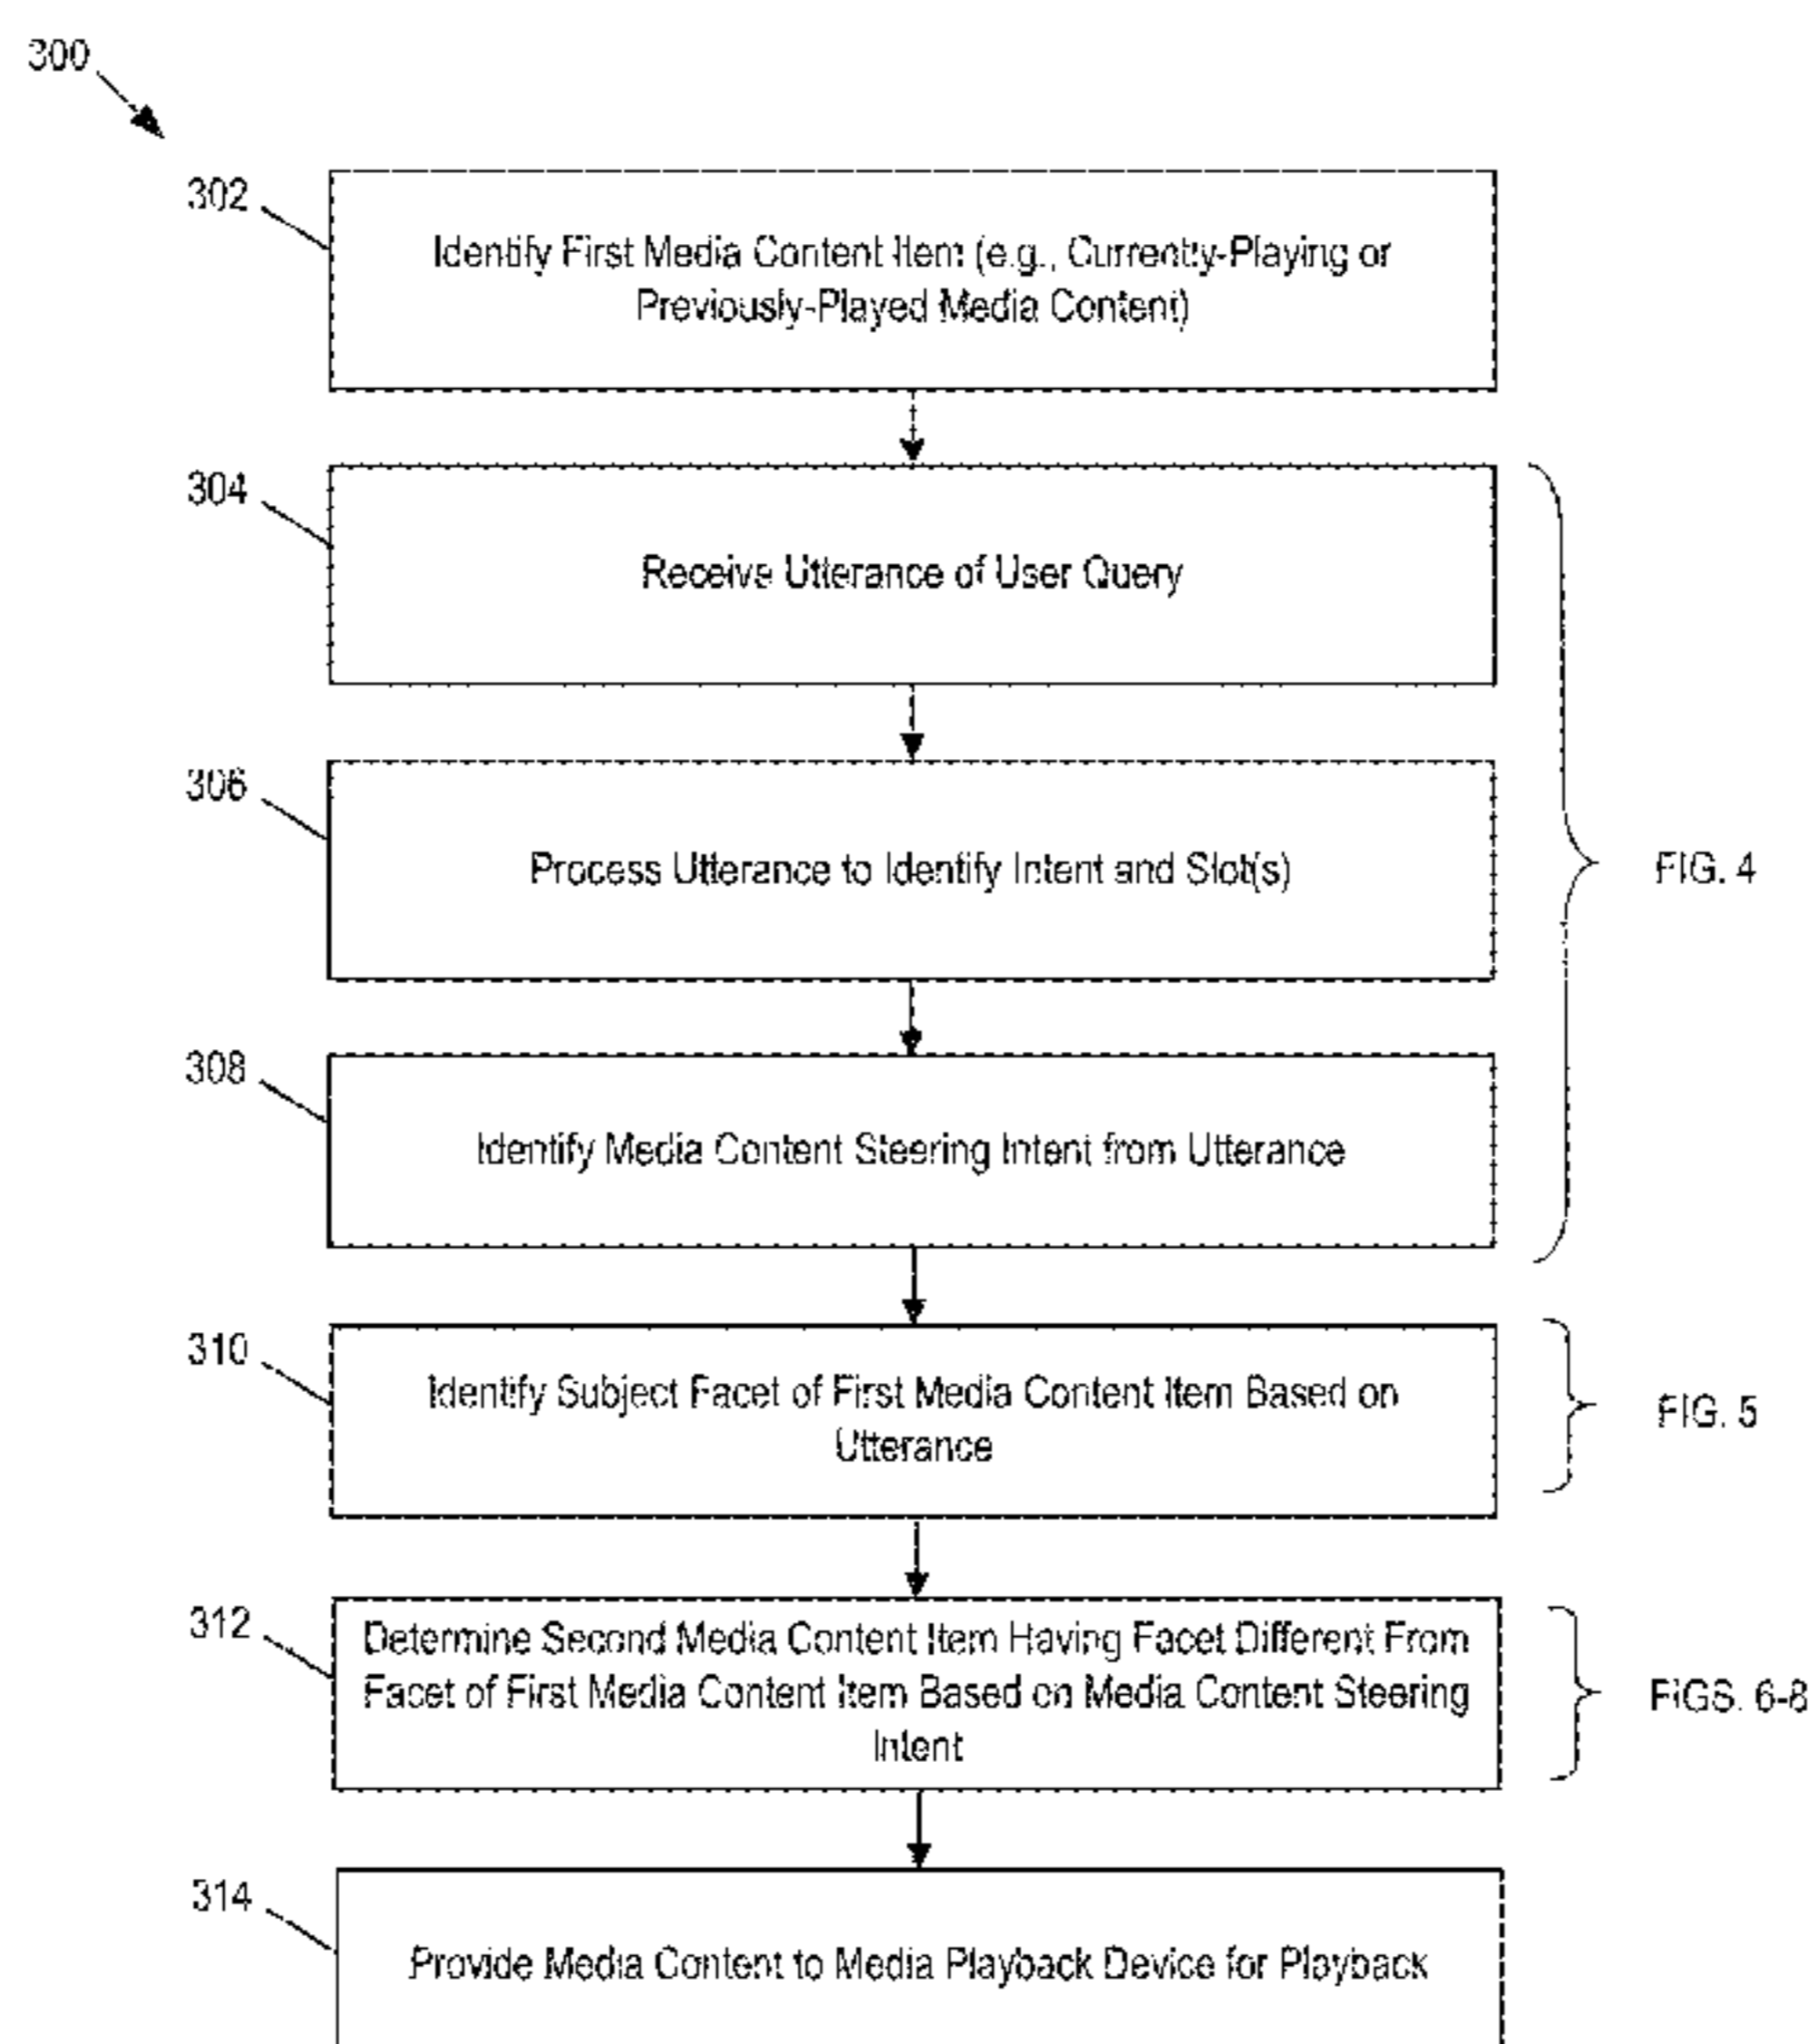 300
302
Identify First Media Content Item (e.g., Currently-Playing or
Previously-Played Media Content)
304
Receive Utterance of User Query
306
Process Utterance to Identify Intent and Slot(s)
FIG. 4
308
Identify Media Content Steering Intent from Utterance
310
Identify Subject Facet of First Media Content Item Based on
Utterance
FIG. 5
312
Determine Second Media Content Item Having Facet Different From
Facet of First Media Content Item Based on Media Content Steering
Intent
FIGS. 6-8
314
Provide Media Content to Media Playback Device for Playback